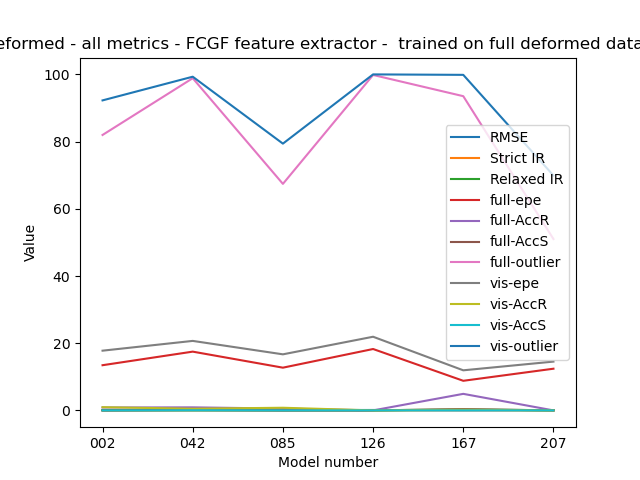 eformed - all metrics - FCGF feature extractor - trained on full deformed data
100
80
60
40
20
0
Value
002 042 085 126 167 207
Model number
RMSE
Strict IR
Relaxed IR
full-epe
full-AccR
full-AccS
full-outlier
vis-epe
vis-AccR
vis-AccS
vis-outlier